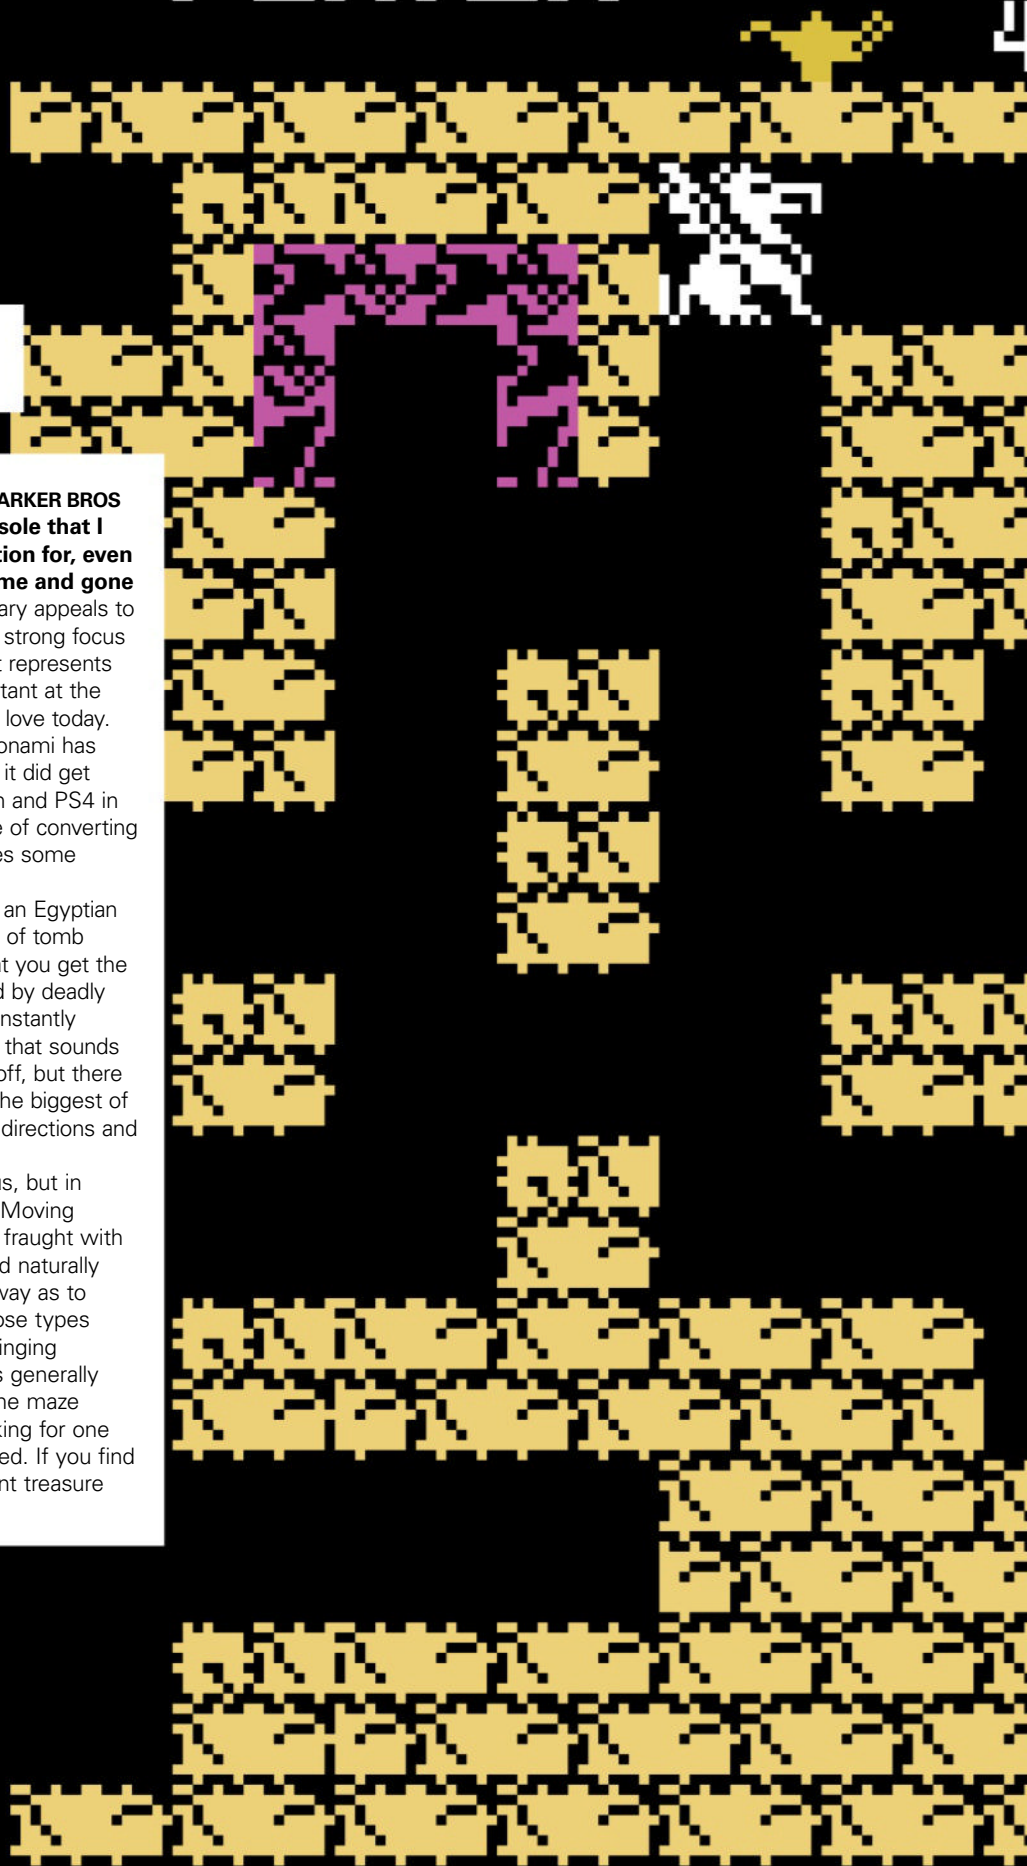 ARKER BROS
sole that I
tion for, even
me and gone
ary appeals to
strong focus
t represents
tant at the
love today.
onami has
it did get
n and PS4 in
e of converting
es some
an Egyptian
of tomb
at you get the
d by deadly
nstantly
that sounds
off, but there
he biggest of
directions and
us, but in
Moving
fraught with
d naturally
way as to
ose types
inging
s generally
he maze
king for one
ed. If you find
nt treasure